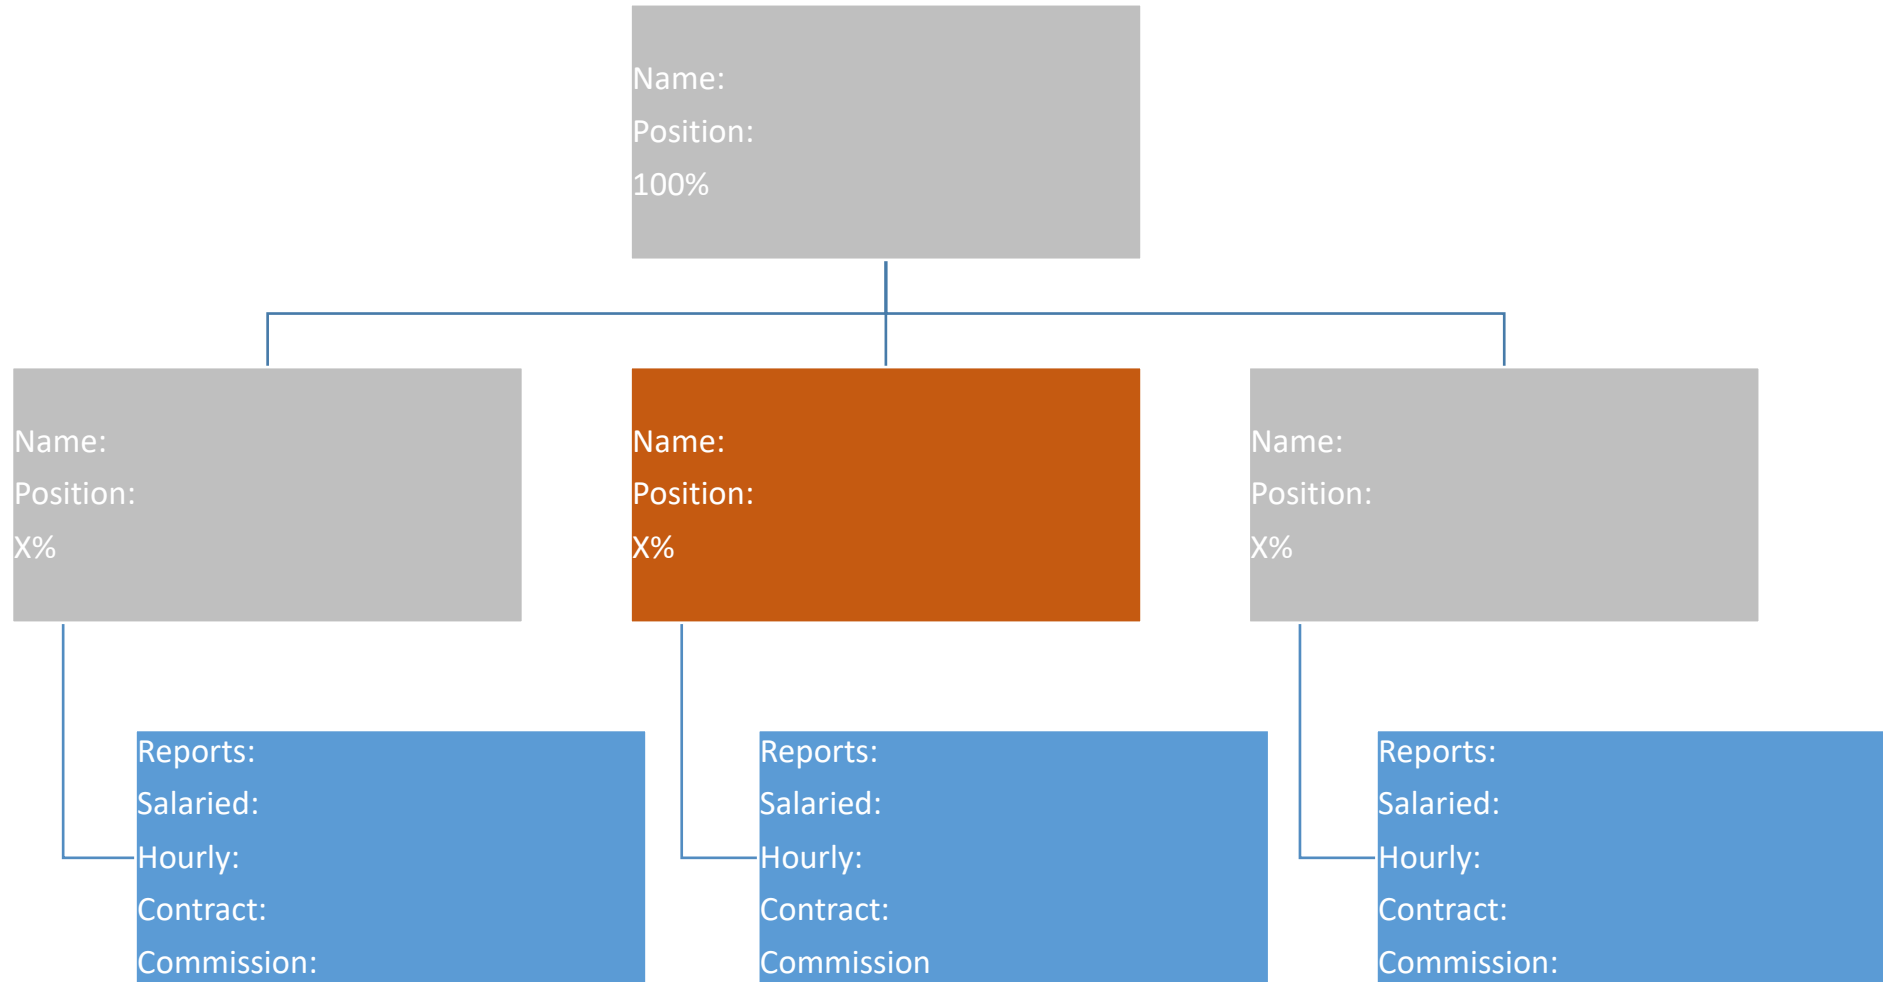 Name:
Position:
100%
Name:
Position:
X%
Name:
Position:
X%
Name:
Position:
X%
Reports:
Salaried:
Hourly:
Contract:
Commission:
Reports:
Salaried:
Hourly:
Contract:
Commission
Reports:
Salaried:
Hourly:
Contract:
Commission: